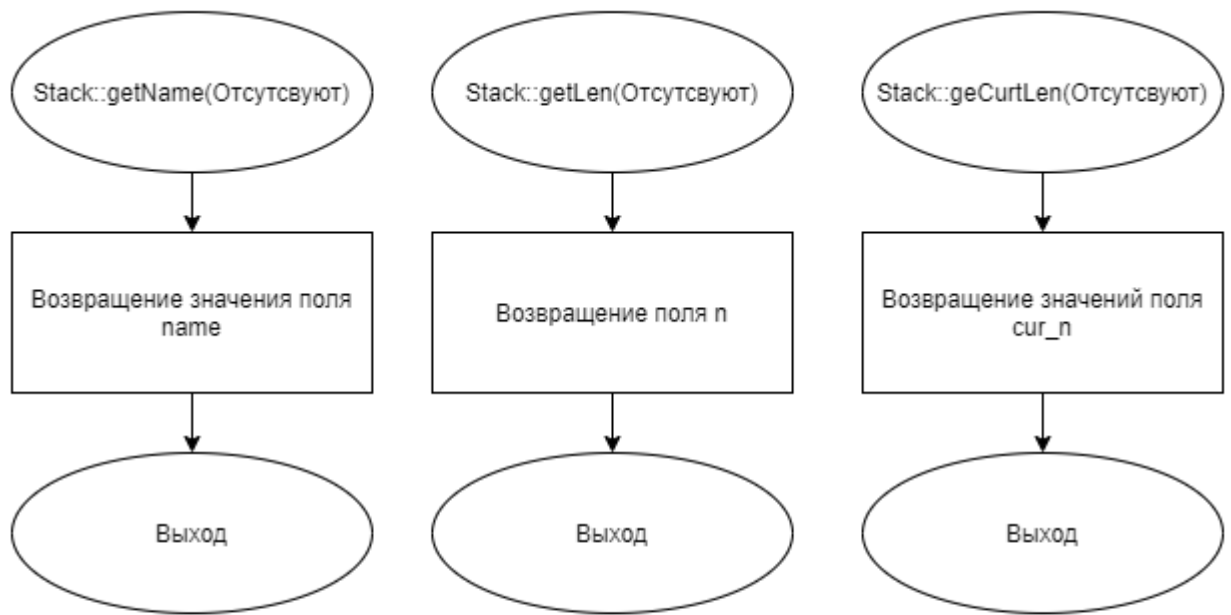 Stack::getName(Отсутсвуют)
Stack::getLen(Отсутсвуют)
Stack::geCurtLen(Отсутсвуют)
Возвращение значения поля
name
Возвращение поля n
Возвращение значений поля
cur_n
Выход
Выход
Выход